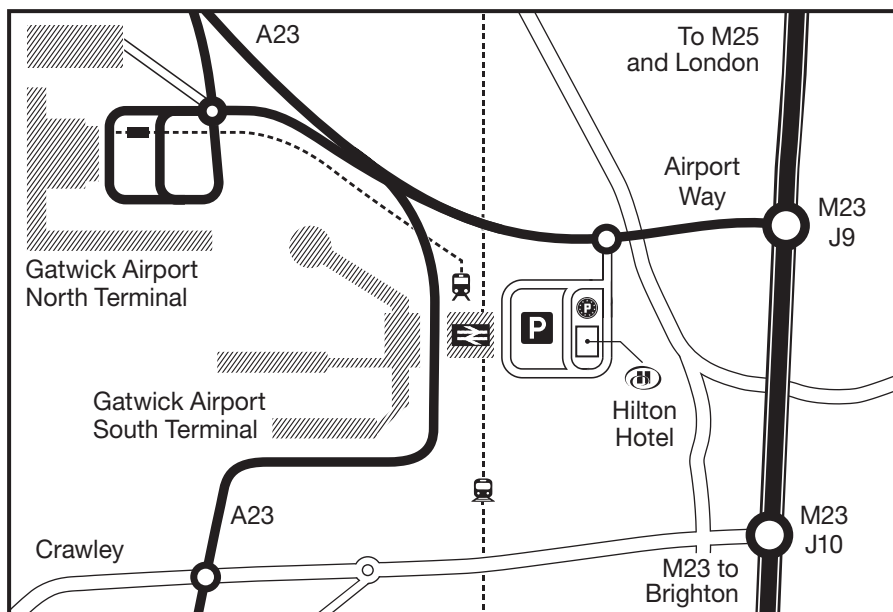 A23
To M25
and London
Airport
Way
M23
J9
Gatwick Airport
North Terminal
P
P
H
Hilton
Hotel
Gatwick Airport
South Terminal
A23
M23
J10
Crawley
M23 to
Brighton